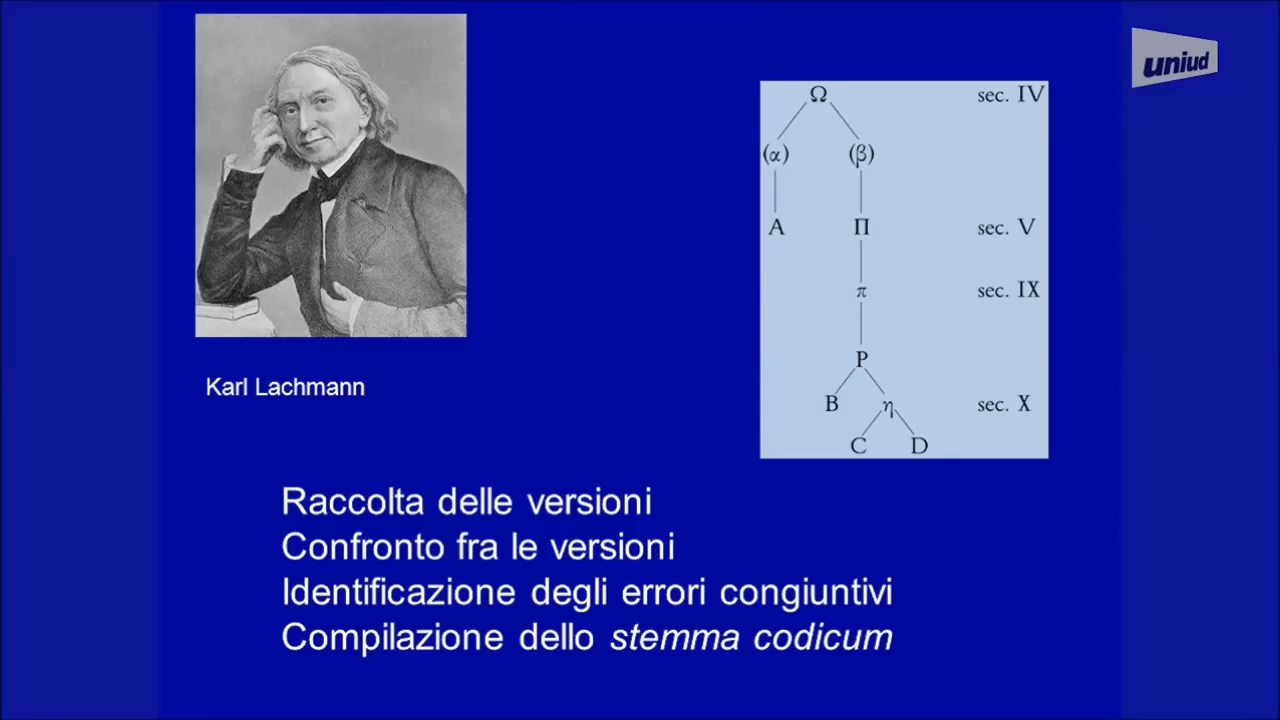 uniud
Ω sec. IV
(α) (β)
A Π sec. V
π sec. IX
P
B η sec. X
C D
Karl Lachmann
Raccolta delle versioni
Confronto fra le versioni
Identificazione degli errori congiuntivi
Compilazione dello stemma codicum